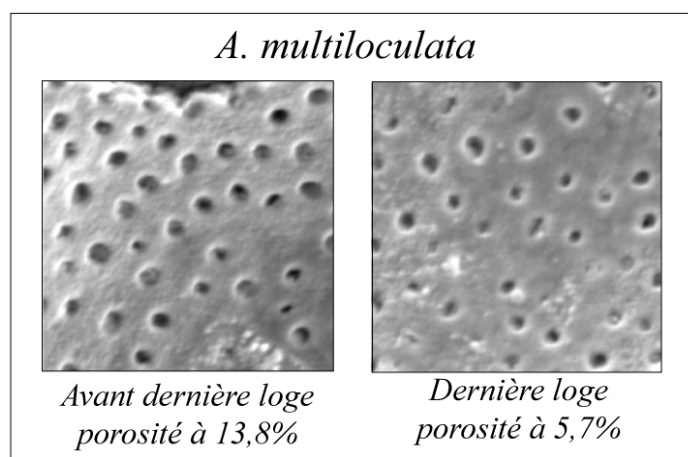 A. multiloculata
Avant dernière loge
porosité à 13,8%
Dernière loge
porosité à 5,7%